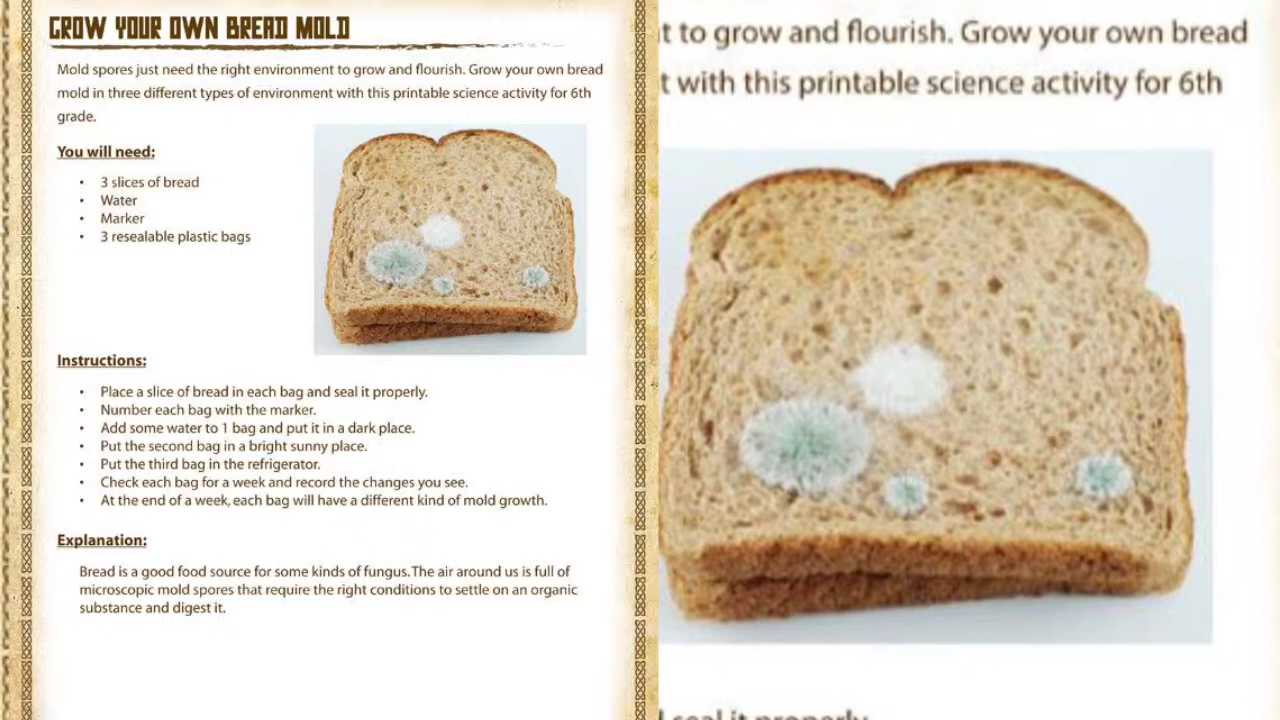 GROW YOUR OWN BREAD MOLD
Mold spores just need the right environment to grow and flourish. Grow your own bread
mold in three different types of environment with this printable science activity for 6th
grade.
You will need:
• 3 slices of bread
• Water
• Marker
• 3 resealable plastic bags
Instructions:
• Place a slice of bread in each bag and seal it properly.
• Number each bag with the marker.
• Add some water to 1 bag and put it in a dark place.
• Put the second bag in a bright sunny place.
• Put the third bag in the refrigerator.
• Check each bag for a week and record the changes you see.
• At the end of a week, each bag will have a different kind of mold growth.
Explanation:
Bread is a good food source for some kinds of fungus. The air around us is full of
microscopic mold spores that require the right conditions to settle on an organic
substance and digest it.
t to grow and flourish. Grow your own bread
t with this printable science activity for 6th
l seal it properly.